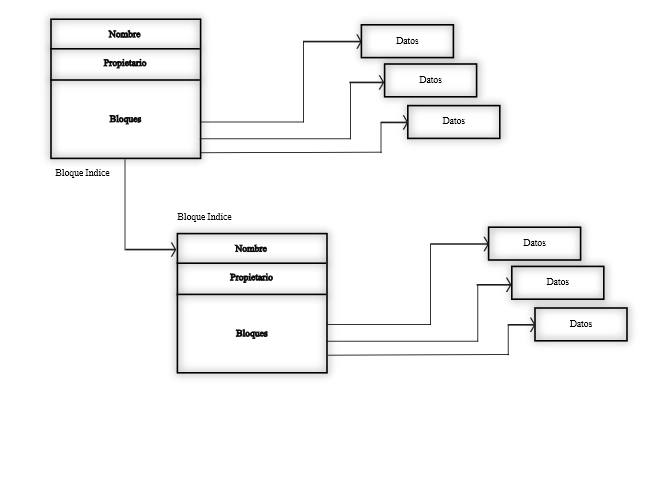 Nombre
Propietario
Bloques
Datos
Datos
Datos
Bloque Indice
Bloque Indice
Nombre
Propietario
Bloques
Datos
Datos
Datos